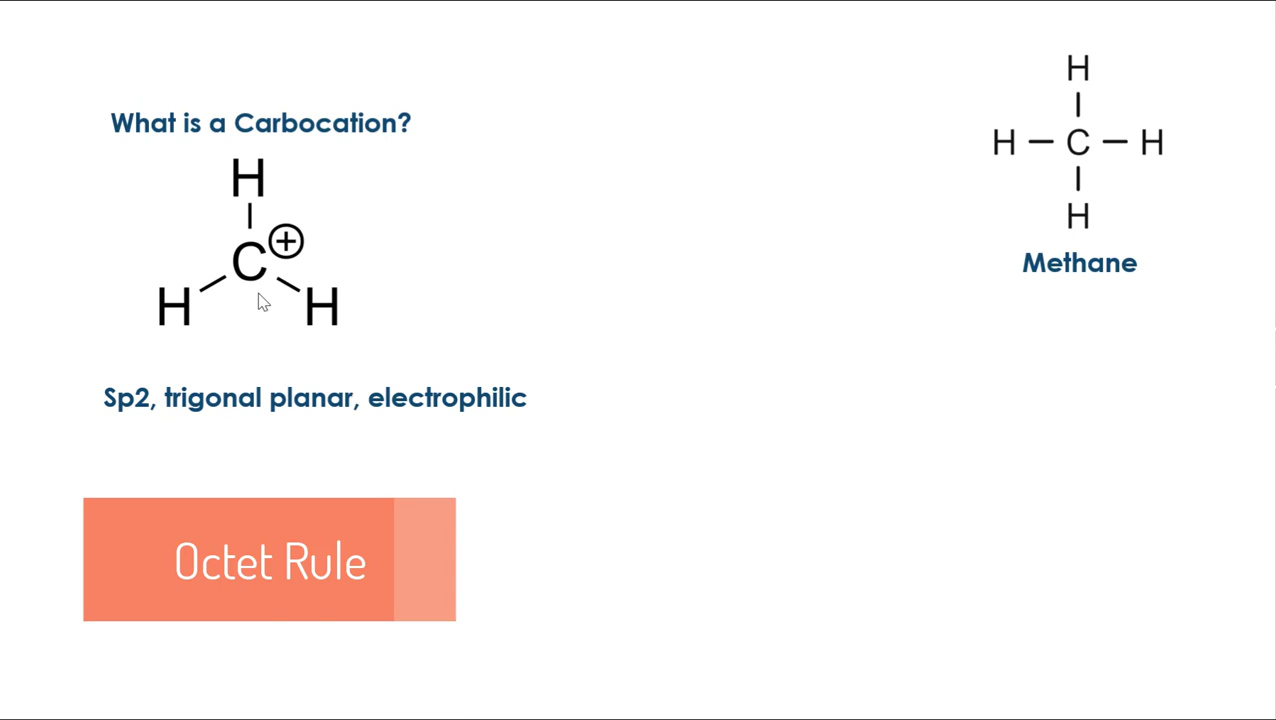 What is a Carbocation?
H
C⊕
H H
Sp2, trigonal planar, electrophilic
Octet Rule
H
H – C – H
H
Methane